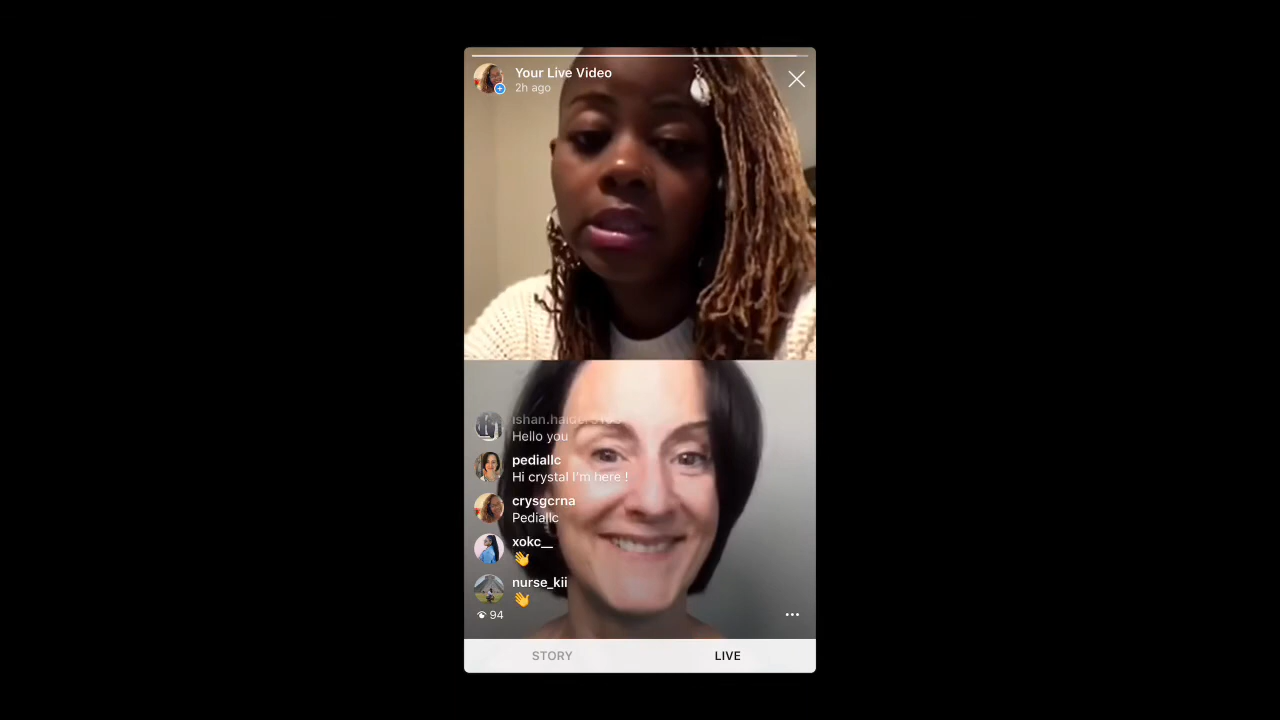 Your Live Video
2h ago
Hello you
pediallc
Hi crystal I'm here !
crysgcrna
Pediallc
xokc__
👋
nurse_kii
👋
94
STORY
LIVE